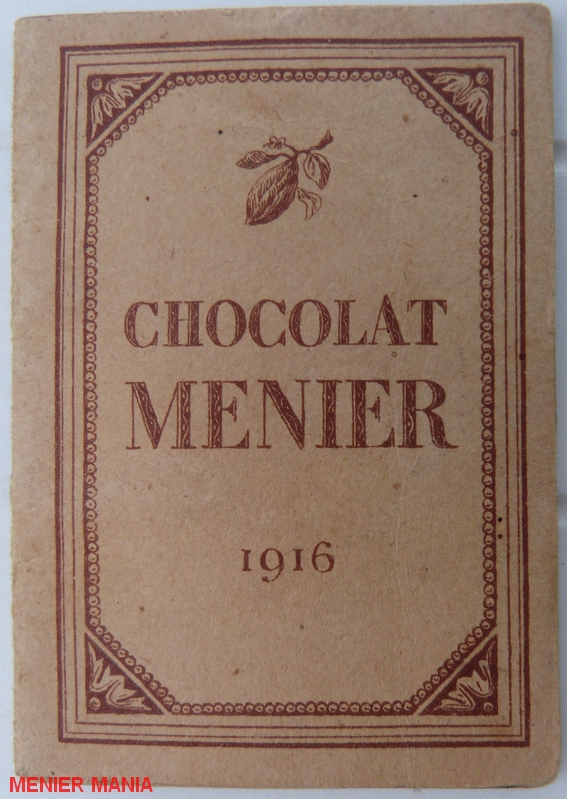 CHOCOLAT
MENIER
1916
MENIER MANIA